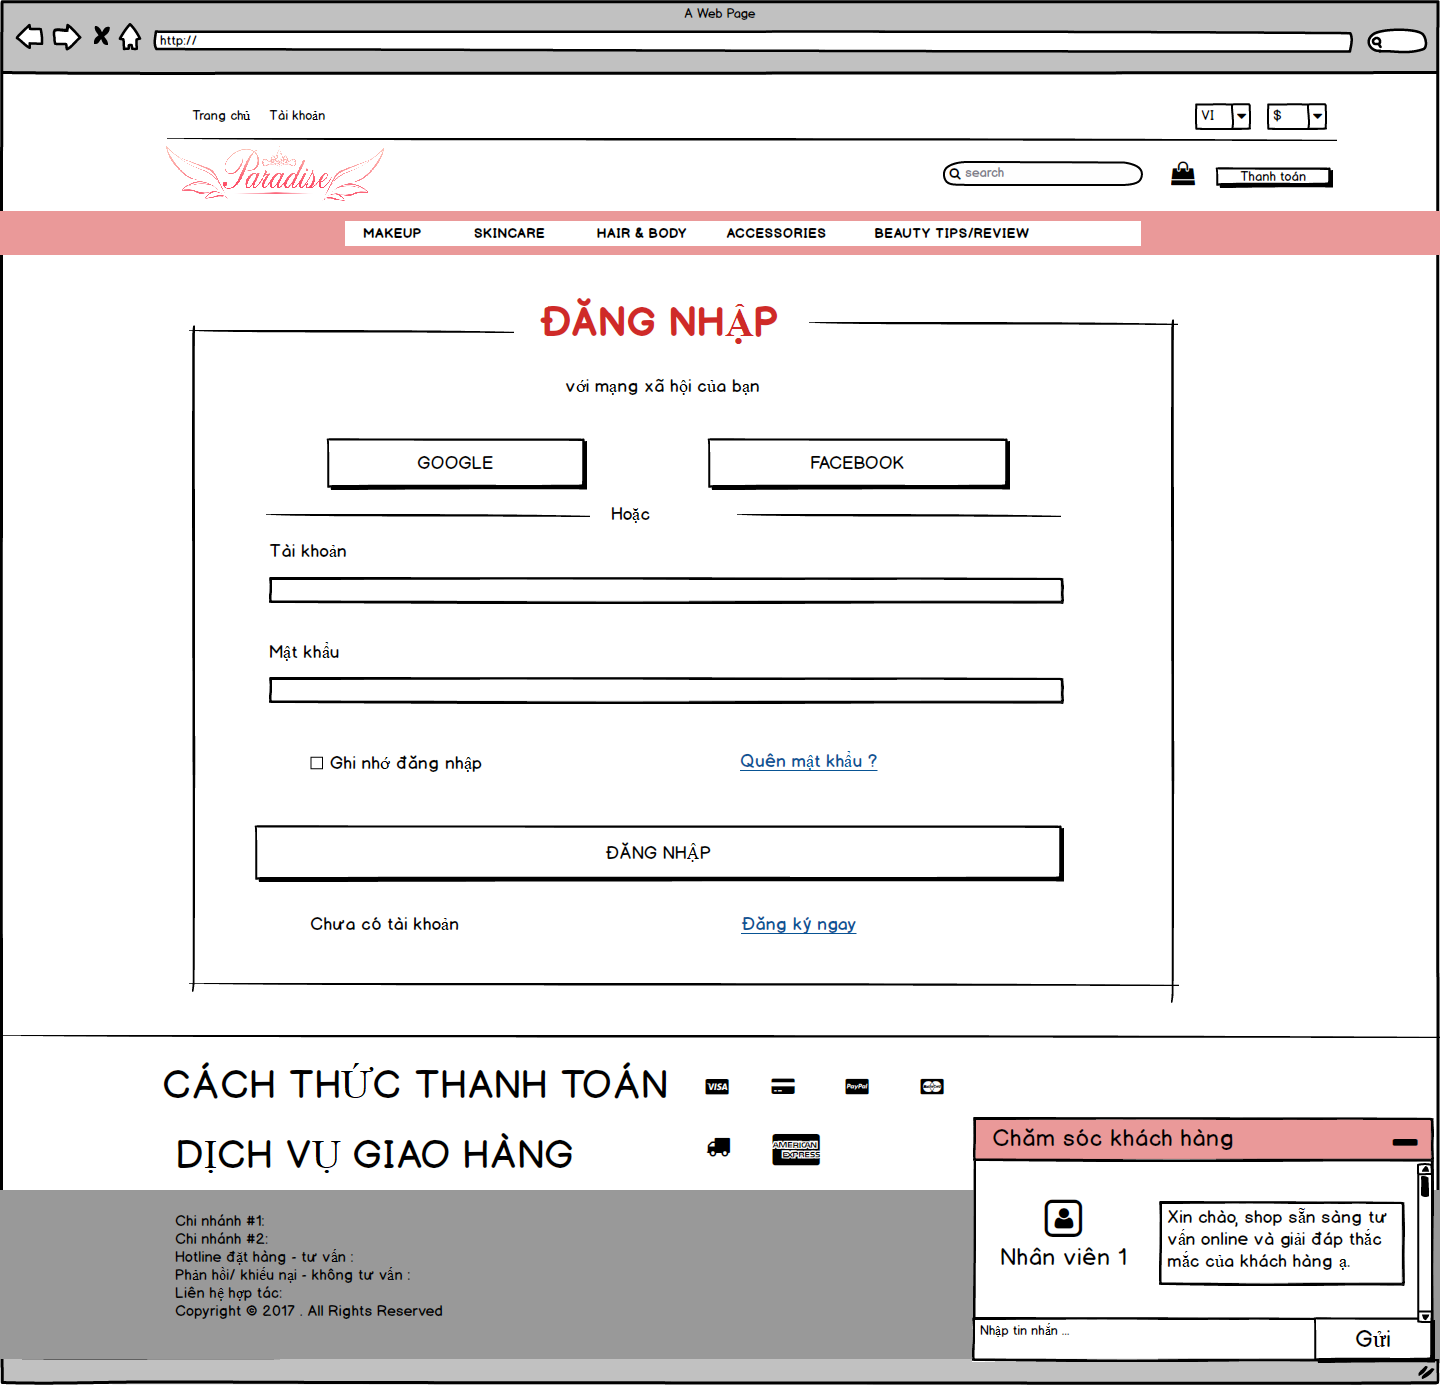 A Web Page
http://
Trang chủ Tài khoản VI $
Paradise search Thanh toán
MAKEUP SKINCARE HAIR & BODY ACCESSORIES BEAUTY TIPS/REVIEW
ĐĂNG NHẬP
với mạng xã hội của bạn
GOOGLE FACEBOOK
Hoặc
Tài khoản
Mật khẩu
Ghi nhớ đăng nhập Quên mật khẩu ?
ĐĂNG NHẬP
Chưa có tài khoản Đăng ký ngay
CÁCH THỨC THANH TOÁN VISA PayPal
DỊCH VỤ GIAO HÀNG AMERICAN EXPRESS
Chăm sóc khách hàng
Nhân viên 1
Xin chào, shop sẵn sàng tư
vấn online và giải đáp thắc
mắc của khách hàng ạ.
Nhập tin nhắn ... Gửi
Chi nhánh #1:
Chi nhánh #2:
Hotline đặt hàng - tư vấn :
Phản hồi/ khiếu nại - không tư vấn :
Liên hệ hợp tác:
Copyright © 2017 . All Rights Reserved